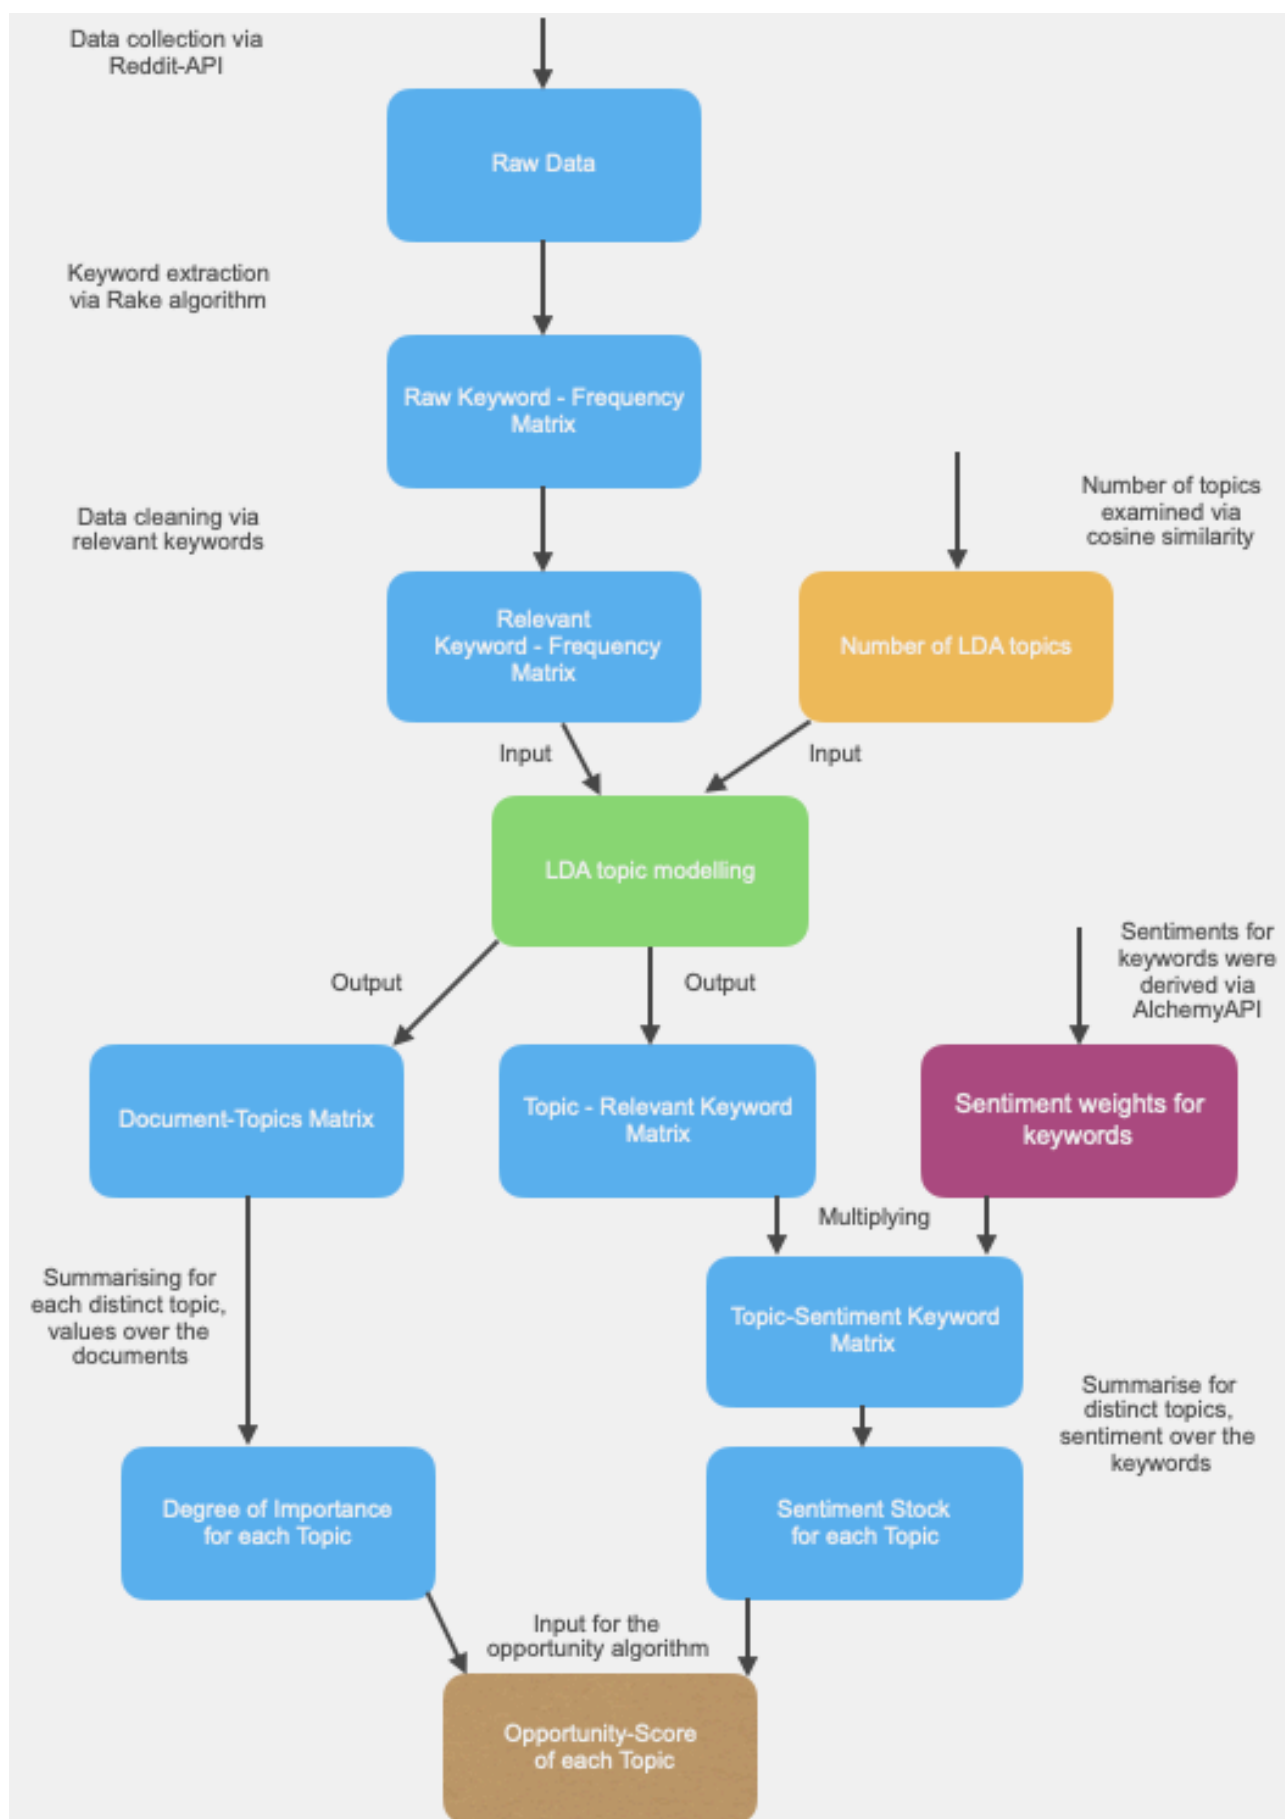 Data collection via
Reddit-API
Raw Data
Keyword extraction
via Rake algorithm
Raw Keyword - Frequency
Matrix
Data cleaning via
relevant keywords
Number of topics
examined via
cosine similarity
Relevant
Keyword - Frequency
Matrix
Number of LDA topics
Input
Input
LDA topic modelling
Output
Output
Sentiments for
keywords were
derived via
AlchemyAPI
Document-Topics Matrix
Topic - Relevant Keyword
Matrix
Sentiment weights for
keywords
Multiplying
Summarising for
each distinct topic,
values over the
documents
Topic-Sentiment Keyword
Matrix
Summarise for
distinct topics,
sentiment over the
keywords
Degree of Importance
for each Topic
Sentiment Stock
for each Topic
Input for the
opportunity algorithm
Opportunity-Score
of each Topic